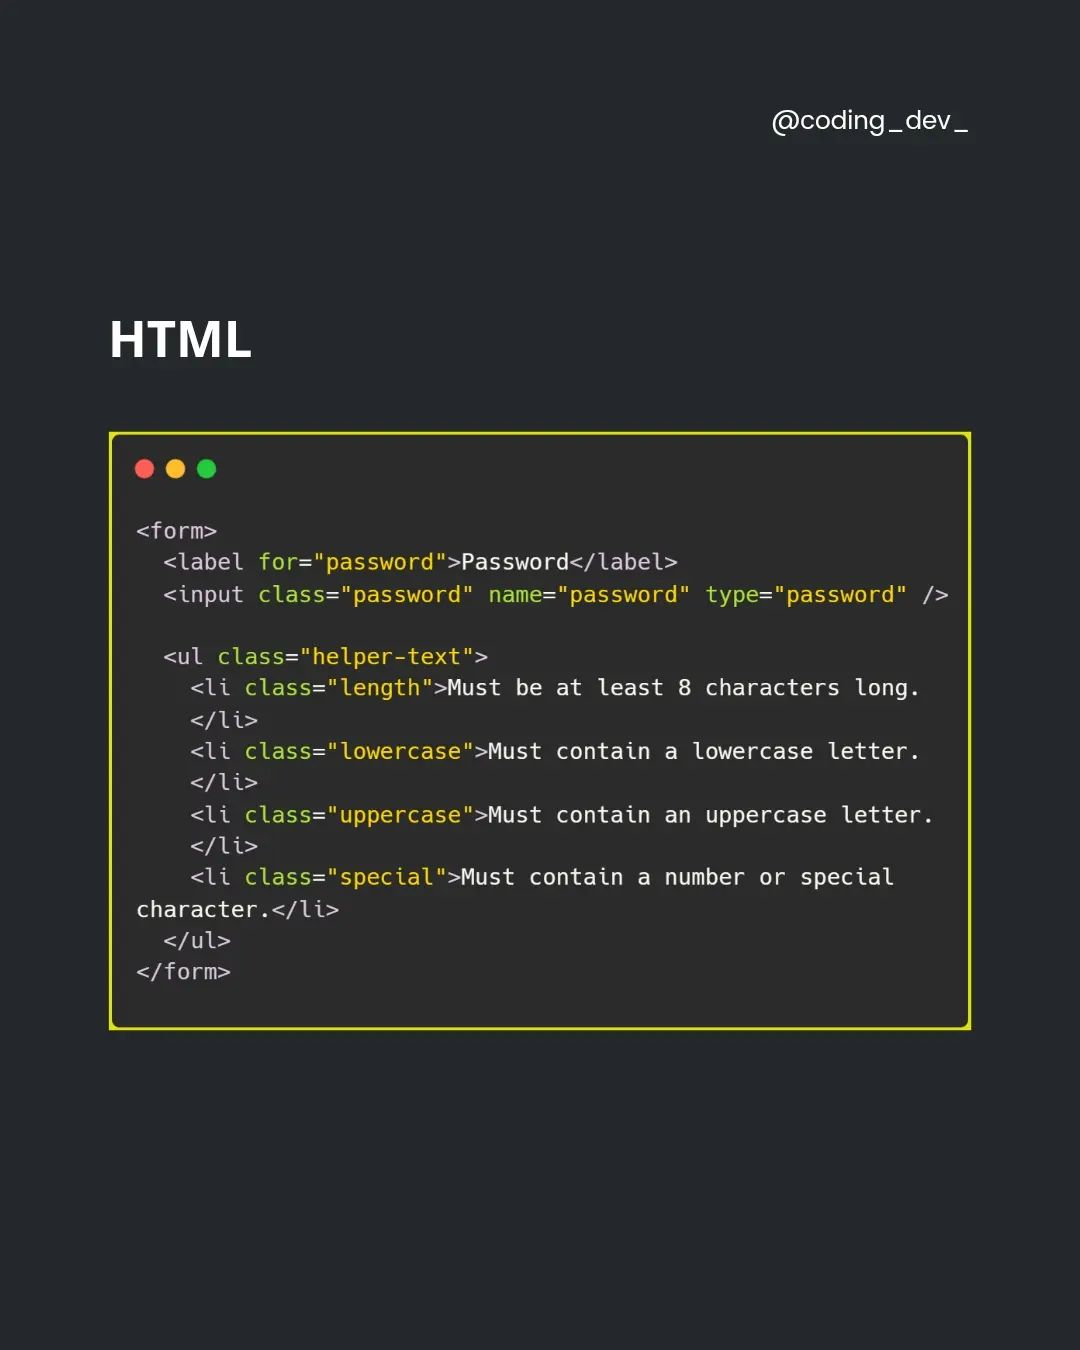 @coding_dev_
HTML
<form>
  <label for="password">Password</label>
  <input class="password" name="password" type="password" />

  <ul class="helper-text">
    <li class="length">Must be at least 8 characters long.
    </li>
    <li class="lowercase">Must contain a lowercase letter.
    </li>
    <li class="uppercase">Must contain an uppercase letter.
    </li>
    <li class="special">Must contain a number or special
character.</li>
  </ul>
</form>